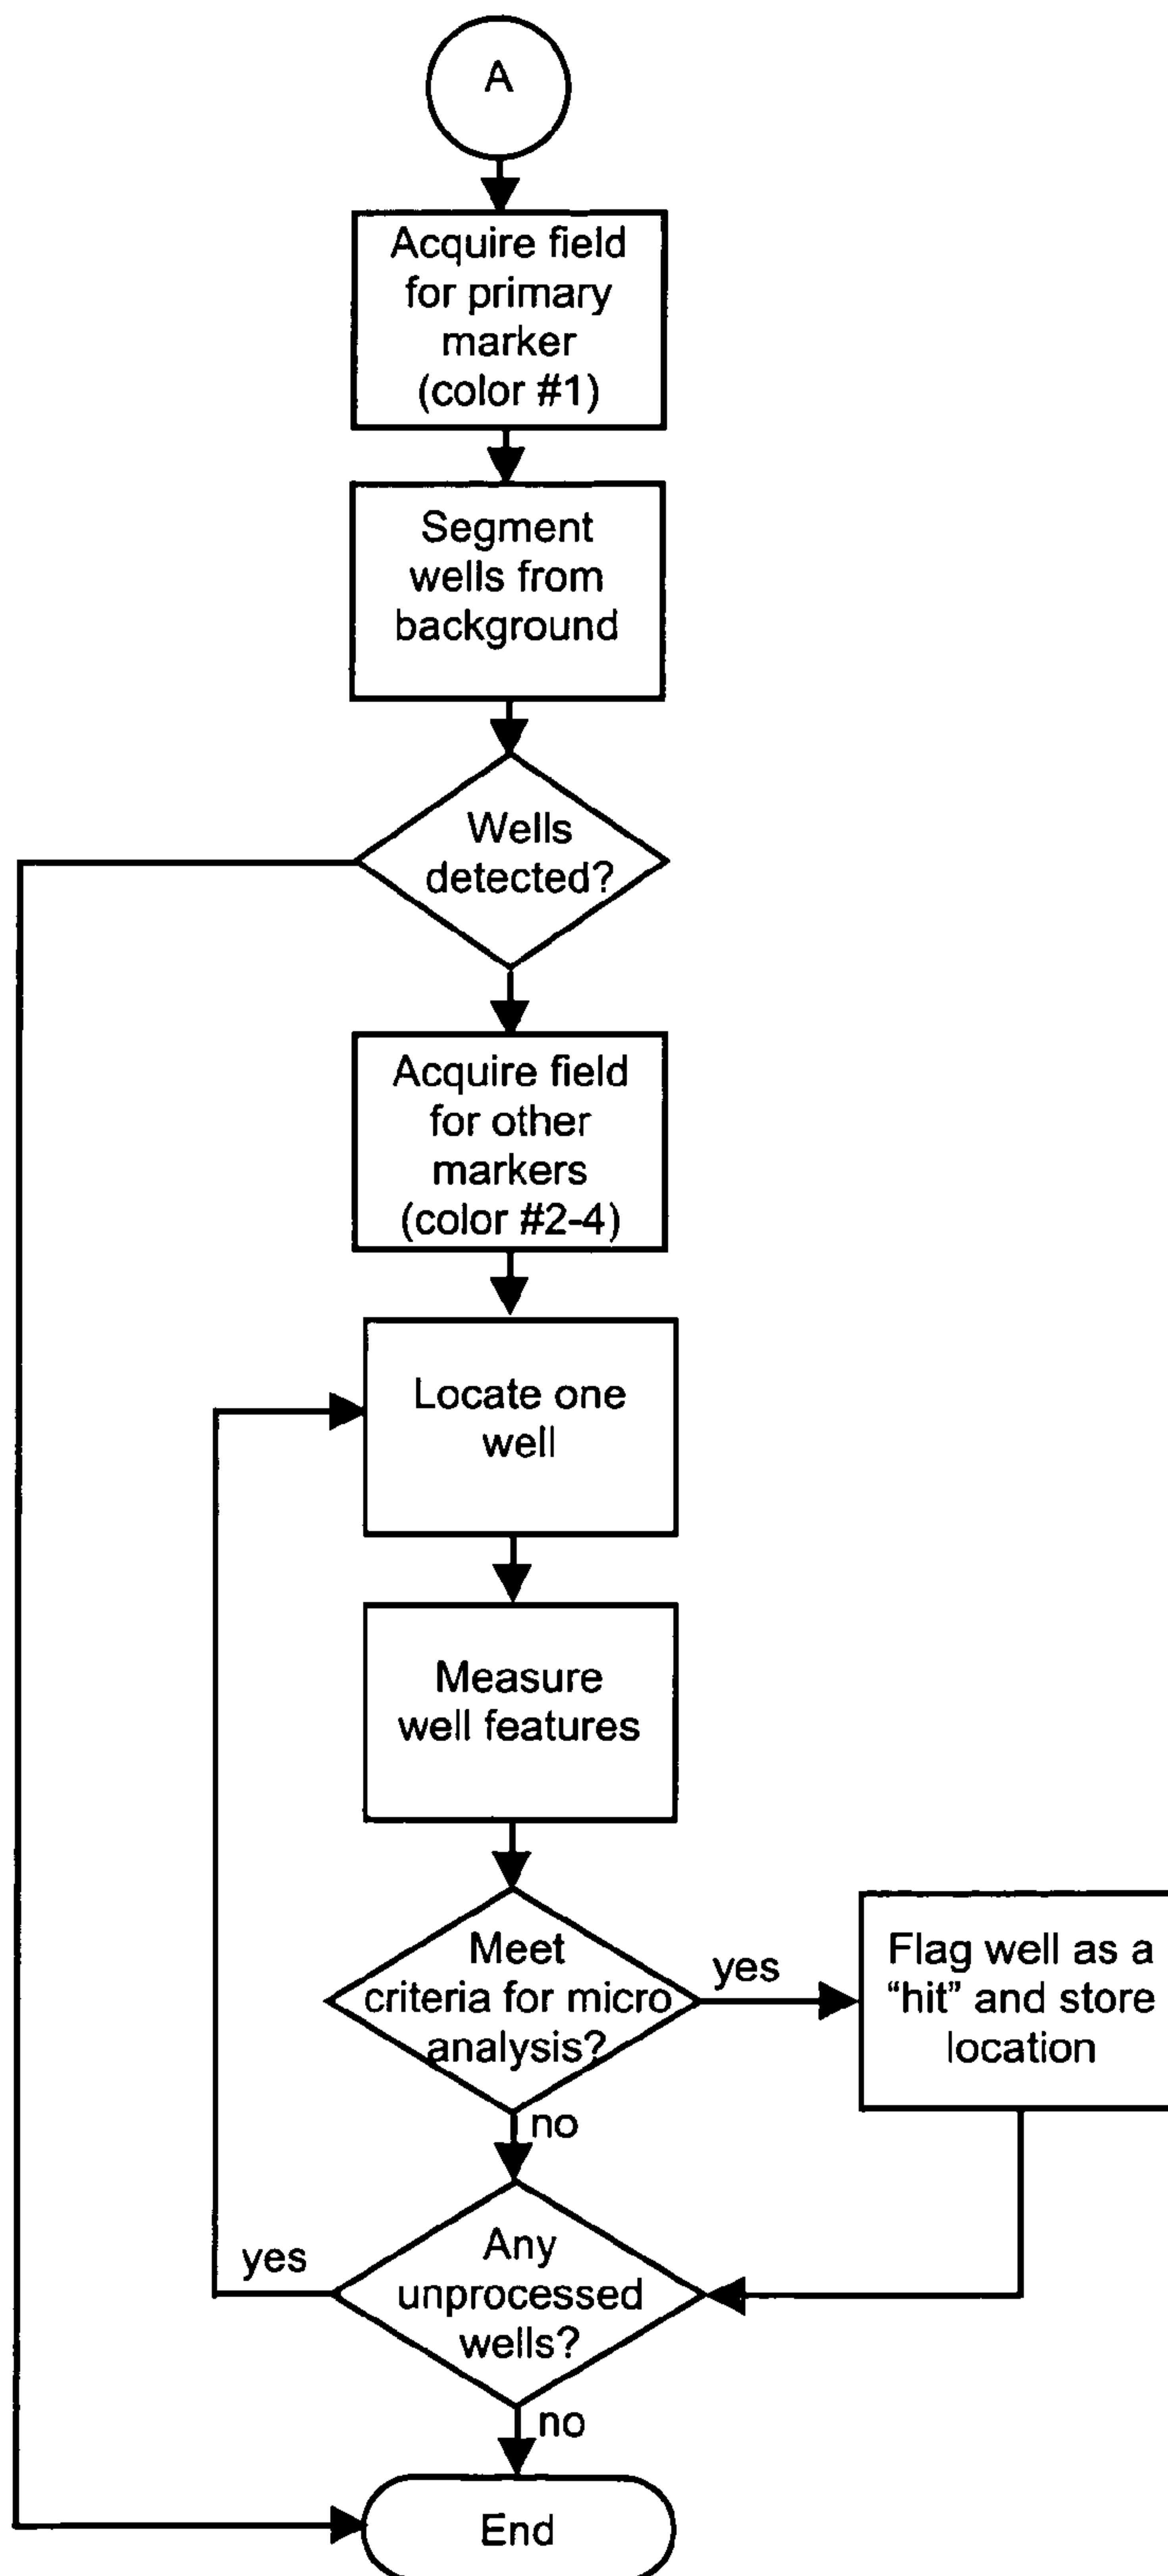 A
Acquire field
for primary
marker
(color #1)
Segment
wells from
background
Wells
detected?
Acquire field
for other
markers
(color #2-4)
Locate one
well
Measure
well features
Meet
criteria for micro
analysis?
yes
Flag well as a
“hit” and store
location
no
Any
unprocessed
wells?
yes
no
End